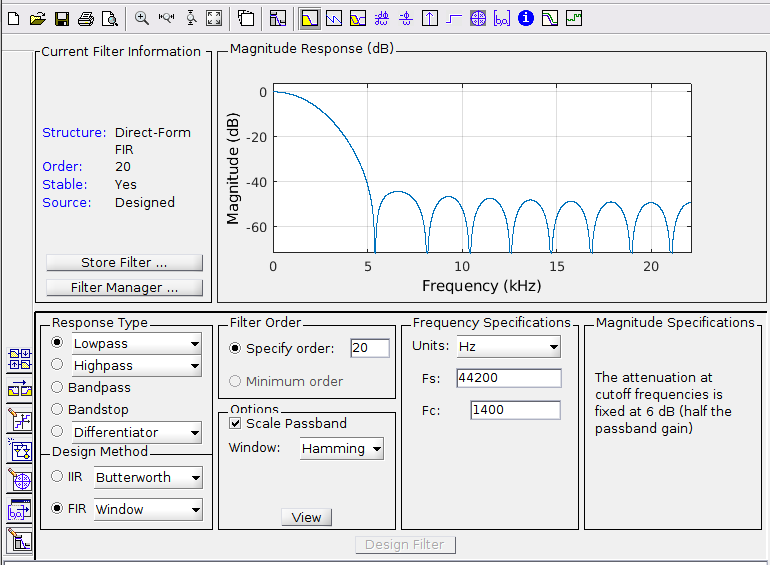 Current Filter Information
Structure: Direct-Form
FIR
Order: 20
Stable: Yes
Source: Designed
Store Filter ...
Filter Manager ...
Magnitude Response (dB)
Magnitude (dB)
0
-20
-40
-60
0 5 10 15 20
Frequency (kHz)
Response Type
Lowpass
Highpass
Bandpass
Bandstop
Differentiator
Design Method
IIR Butterworth
FIR Window
Filter Order
Specify order: 20
Minimum order
Options
Scale Passband
Window: Hamming
View
Frequency Specifications
Units: Hz
Fs: 44200
Fc: 1400
Magnitude Specifications
The attenuation at
cutoff frequencies is
fixed at 6 dB (half the
passband gain)
Design Filter